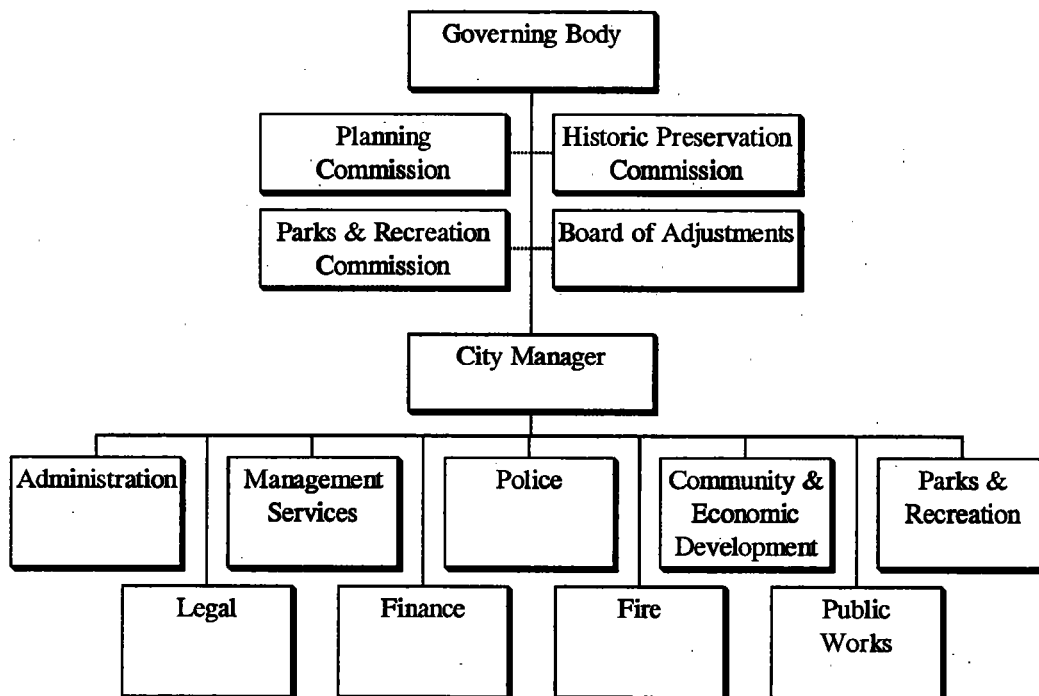 Governing Body
Planning
Commission
Historic Preservation
Commission
Parks & Recreation
Commission
Board of Adjustments
City Manager
Administration
Management
Services
Police
Community &
Economic
Development
Parks &
Recreation
Legal
Finance
Fire
Public
Works